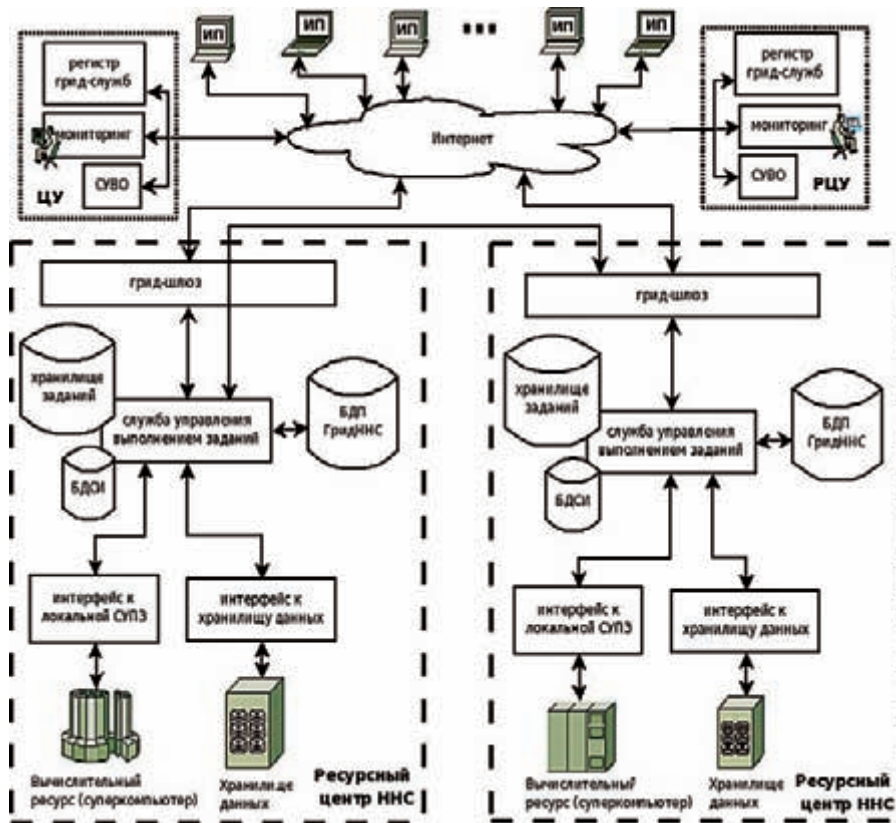 ИП
ИП
ИП
ИП
ИП
регистр
грид-служб
мониторинг
СУВО
ЦУ
Интернет
регистр
грид-служб
мониторинг
СУВО
РЦУ
грид-шлюз
хранилище
заданий
служба управления
выполнением заданий
БДП
ГридННС
БДСИ
интерфейс к
локальной СУПЗ
интерфейс к
хранилищу данных
Вычислительный
ресурс (суперкомпьютер)
Хранилище
данных
Ресурсный
центр ННС
грид-шлюз
хранилище
заданий
служба управления
выполнением заданий
БДП
ГридННС
БДСИ
интерфейс к
локальной СУПЗ
интерфейс к
хранилищу данных
Вычислительный
ресурс (суперкомпьютер)
Хранилище
данных
Ресурсный
центр ННС